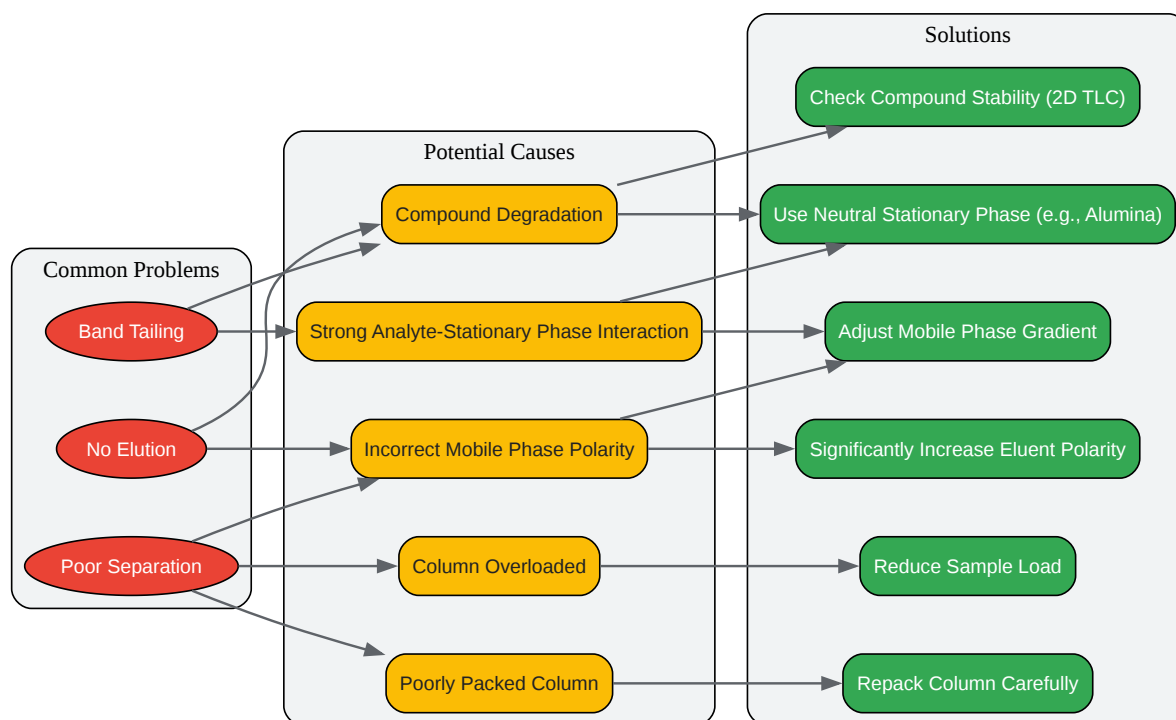 Common Problems
Band Tailing
No Elution
Poor Separation
Potential Causes
Compound Degradation
Strong Analyte-Stationary Phase Interaction
Incorrect Mobile Phase Polarity
Column Overloaded
Poorly Packed Column
Solutions
Check Compound Stability (2D TLC)
Use Neutral Stationary Phase (e.g., Alumina)
Adjust Mobile Phase Gradient
Significantly Increase Eluent Polarity
Reduce Sample Load
Repack Column Carefully